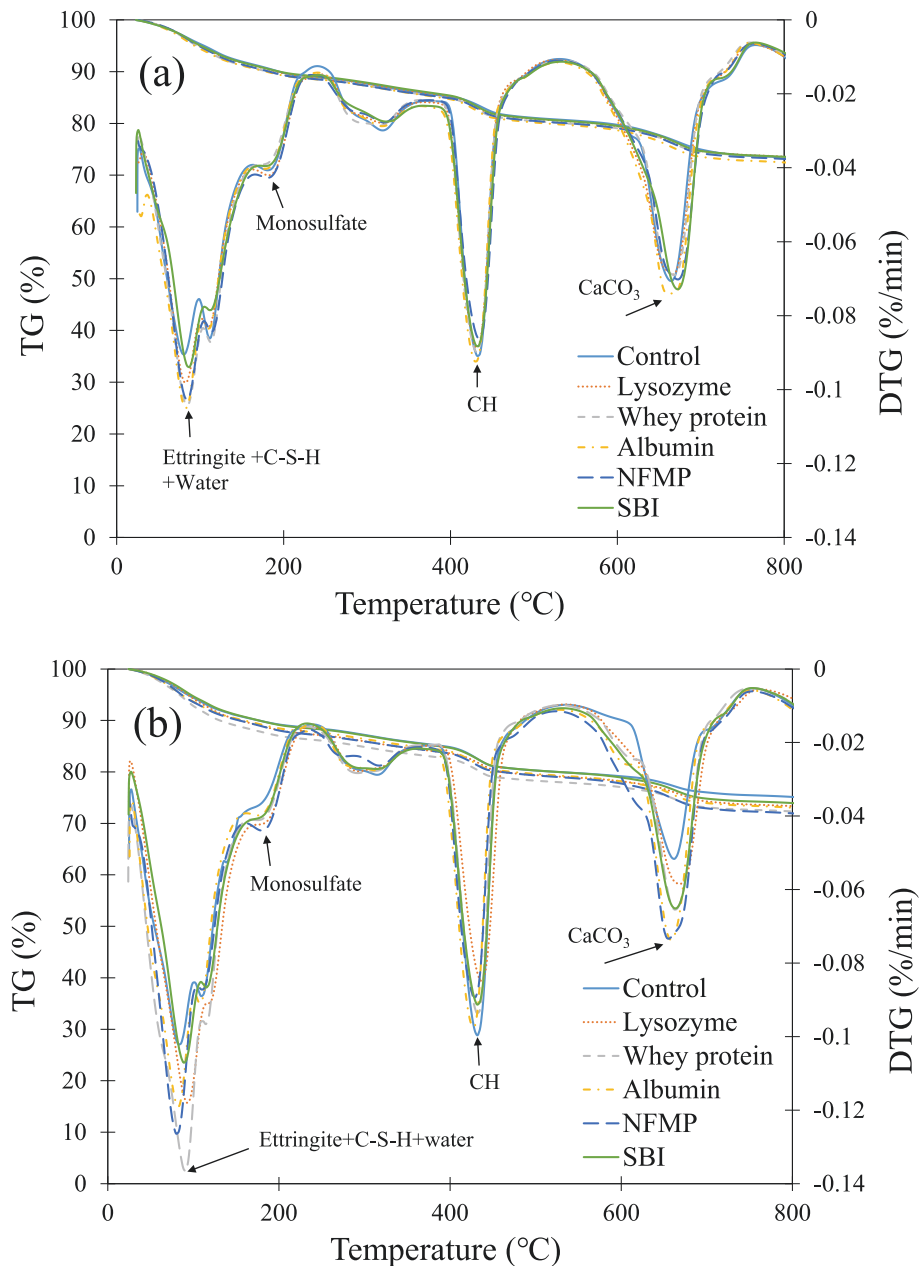 (a)
TG (%)
100
90
80
70
60
50
40
30
20
10
0
0
-0.02
-0.04
-0.06
-0.08
-0.1
-0.12
-0.14
DTG (%/min)
Monosulfate
CaCO3
CH
Ettringite +C-S-H
+Water
Control
Lysozyme
Whey protein
Albumin
NFMP
SBI
0 200 400 600 800
Temperature (°C)
(b)
TG (%)
100
90
80
70
60
50
40
30
20
10
0
0
-0.02
-0.04
-0.06
-0.08
-0.1
-0.12
-0.14
DTG (%/min)
Monosulfate
CaCO3
CH
Ettringite+C-S-H+water
Control
Lysozyme
Whey protein
Albumin
NFMP
SBI
0 200 400 600 800
Temperature (°C)